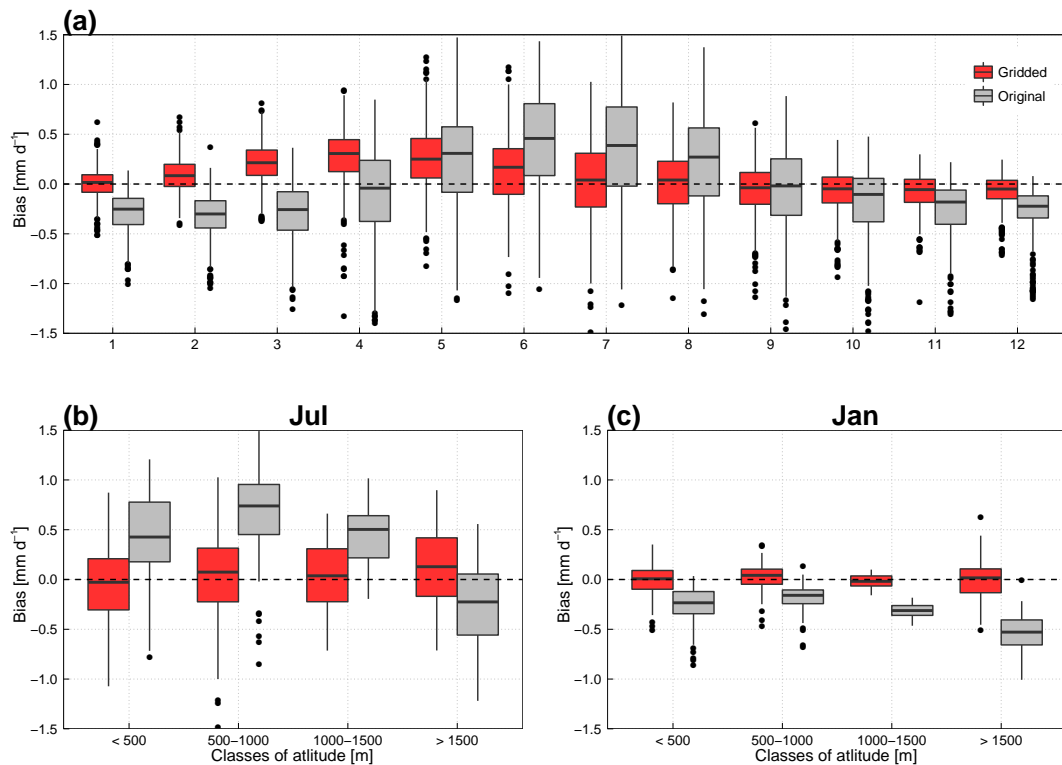 (a)
1.5
1.0
0.5
0.0
−0.5
−1.0
−1.5
Bias [mm d⁻¹]
Gridded
Original
1 2 3 4 5 6 7 8 9 10 11 12
(b) Jul
1.5
1.0
0.5
0.0
−0.5
−1.0
−1.5
Bias [mm d⁻¹]
< 500 500−1000 1000−1500 > 1500
Classes of atlitude [m]
(c) Jan
1.5
1.0
0.5
0.0
−0.5
−1.0
−1.5
Bias [mm d⁻¹]
< 500 500−1000 1000−1500 > 1500
Classes of atlitude [m]